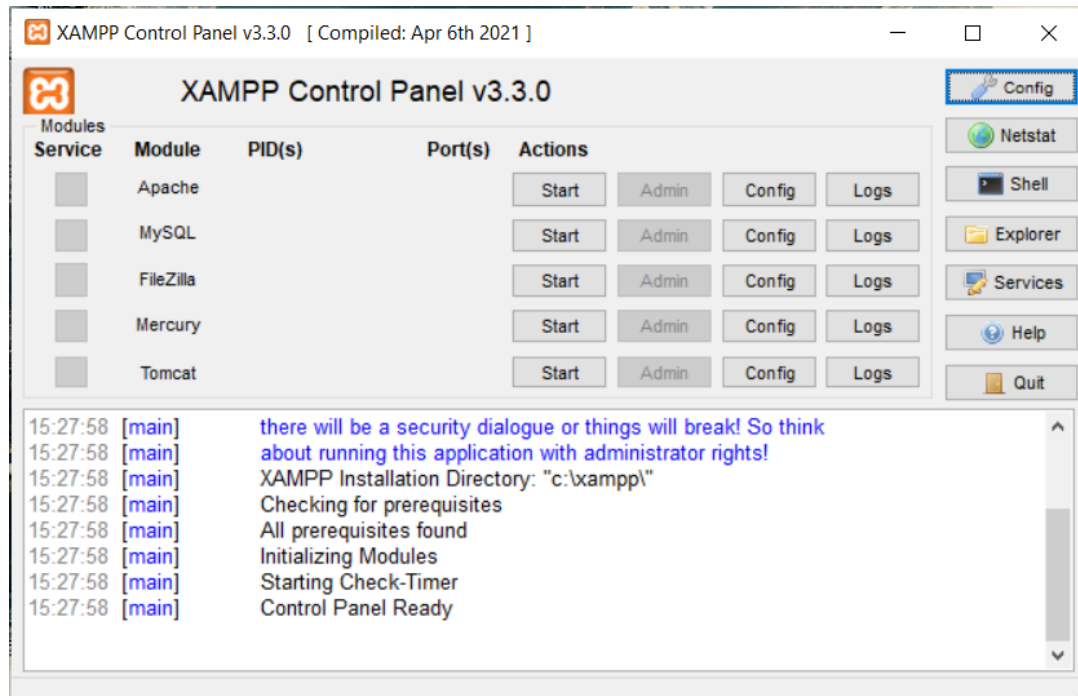 XAMPP Control Panel v3.3.0 [ Compiled: Apr 6th 2021 ]
XAMPP Control Panel v3.3.0
Config
Modules
Service Module PID(s) Port(s) Actions
Netstat
Apache Start Admin Config Logs
Shell
MySQL Start Admin Config Logs
Explorer
FileZilla Start Admin Config Logs
Services
Mercury Start Admin Config Logs
Help
Tomcat Start Admin Config Logs
Quit
15:27:58 [main] there will be a security dialogue or things will break! So think
15:27:58 [main] about running this application with administrator rights!
15:27:58 [main] XAMPP Installation Directory: "c:\xampp\"
15:27:58 [main] Checking for prerequisites
15:27:58 [main] All prerequisites found
15:27:58 [main] Initializing Modules
15:27:58 [main] Starting Check-Timer
15:27:58 [main] Control Panel Ready